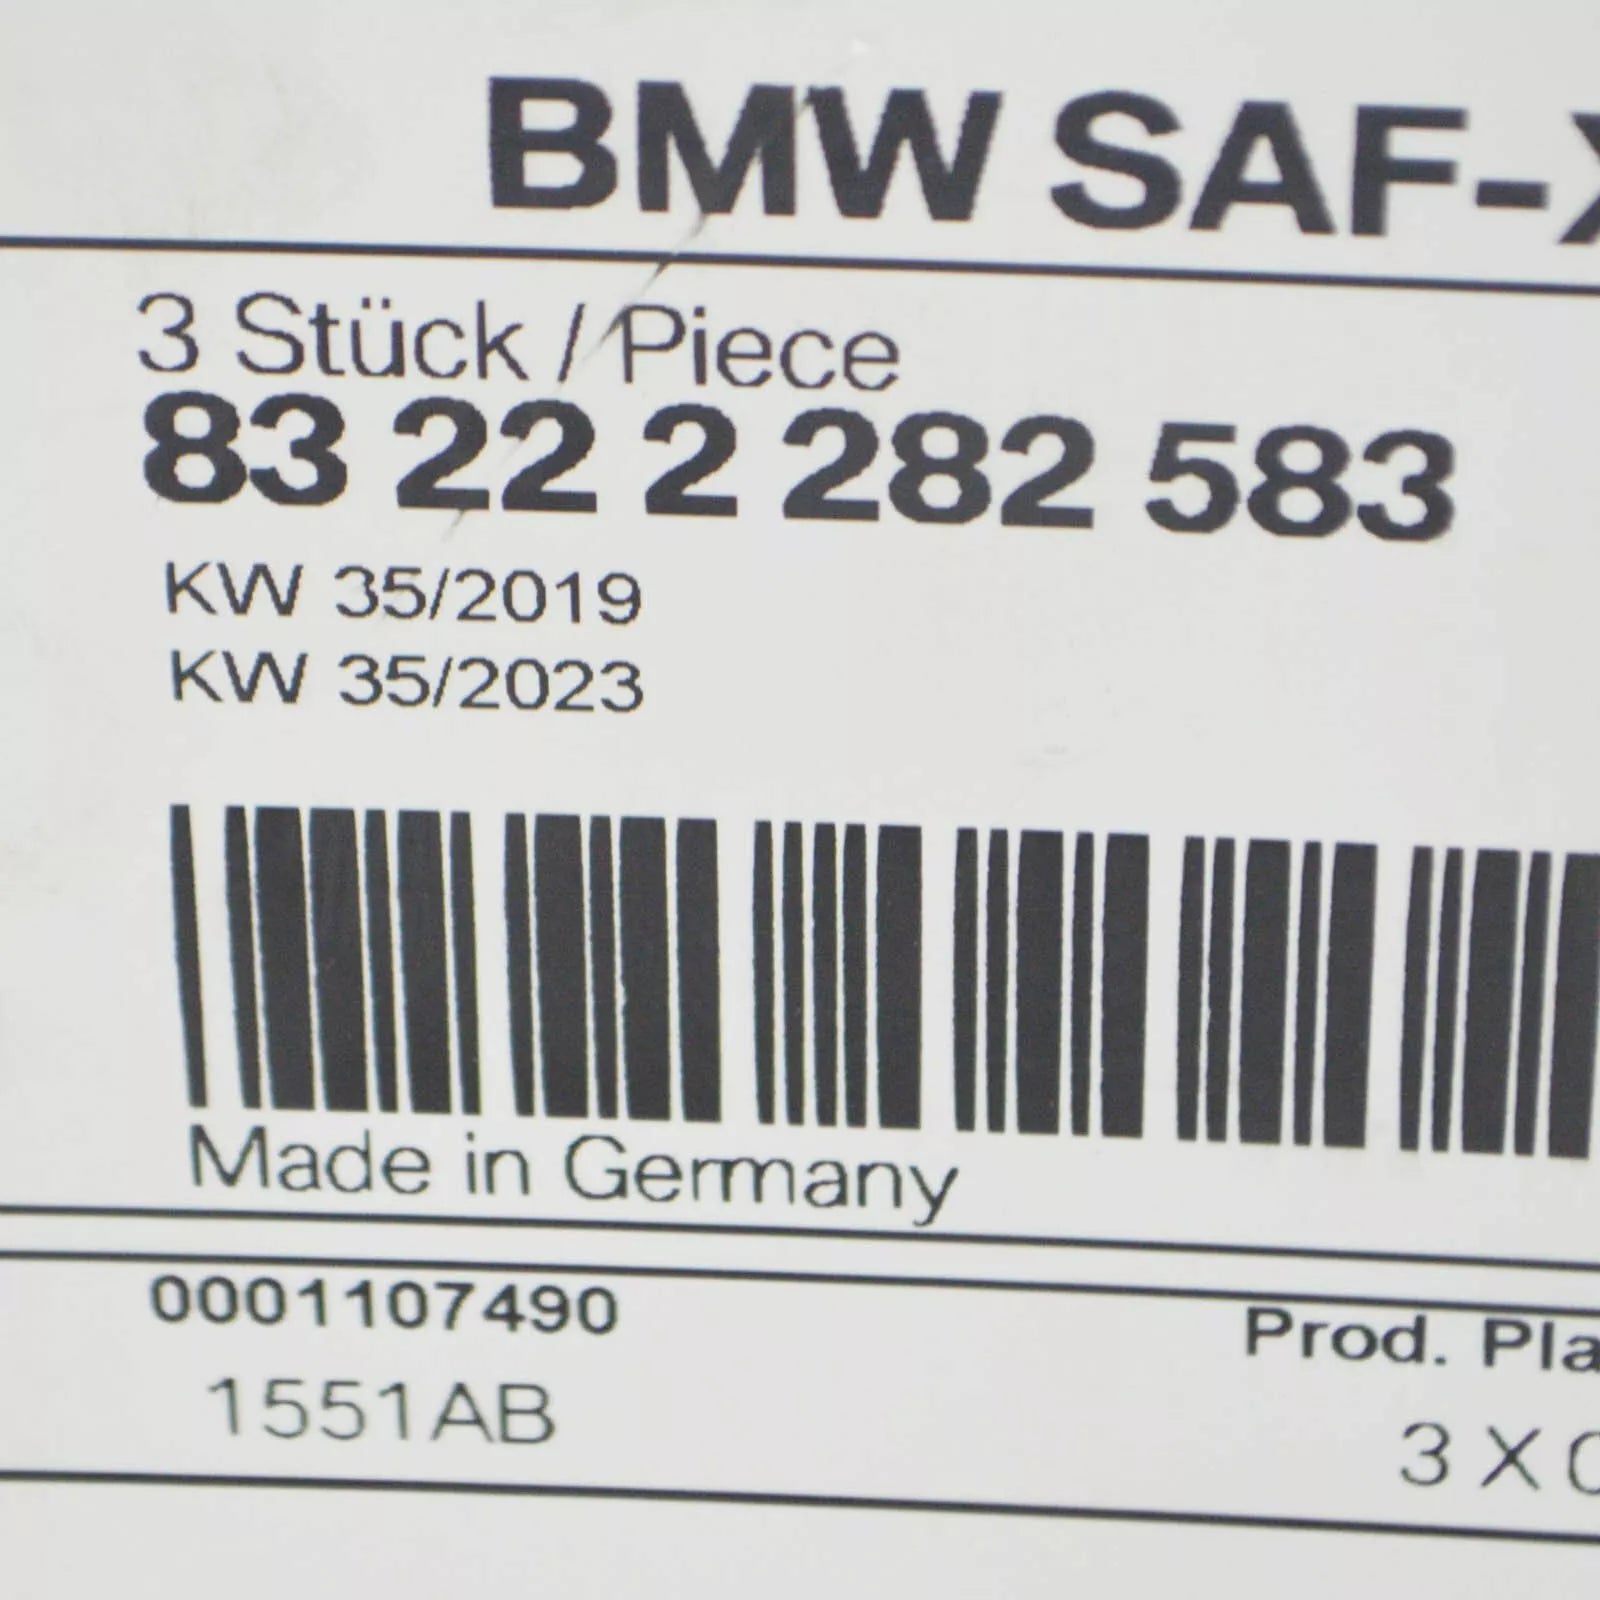 BMW SAF-X
3 Stück / Piece
83 22 2 282 583
KW 35/2019
KW 35/2023
Made in Germany
0001107490
Prod. Pla
1551AB
3 X